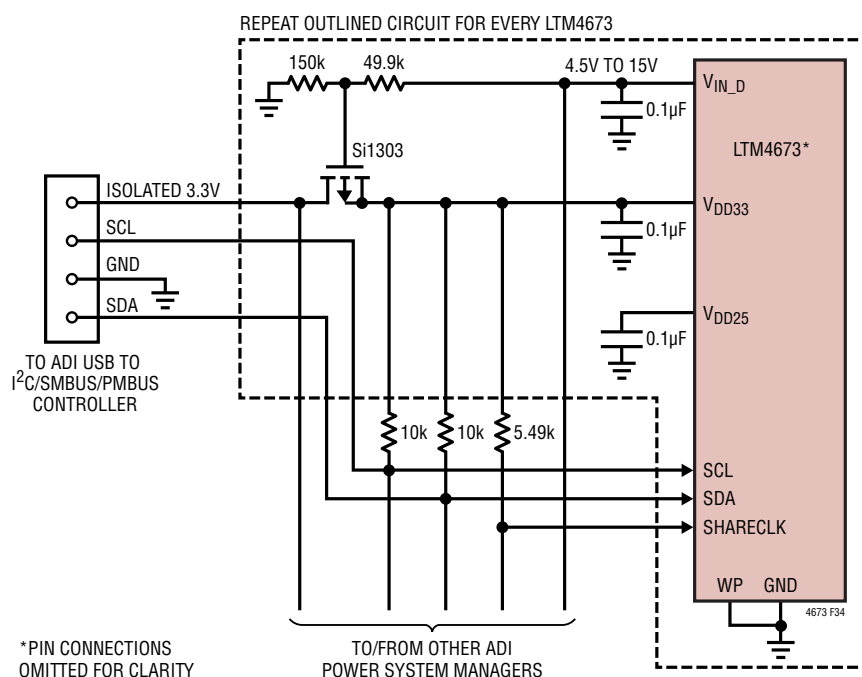 REPEAT OUTLINED CIRCUIT FOR EVERY LTM4673
150k
49.9k
4.5V TO 15V
VIN_D
0.1µF
LTM4673*
Si1303
ISOLATED 3.3V
VDD33
SCL
0.1µF
GND
SDA
VDD25
0.1µF
TO ADI USB TO
I2C/SMBUS/PMBUS
CONTROLLER
10k
10k
5.49k
SCL
SDA
SHARECLK
WP
GND
4673 F34
*PIN CONNECTIONS
OMITTED FOR CLARITY
TO/FROM OTHER ADI
POWER SYSTEM MANAGERS